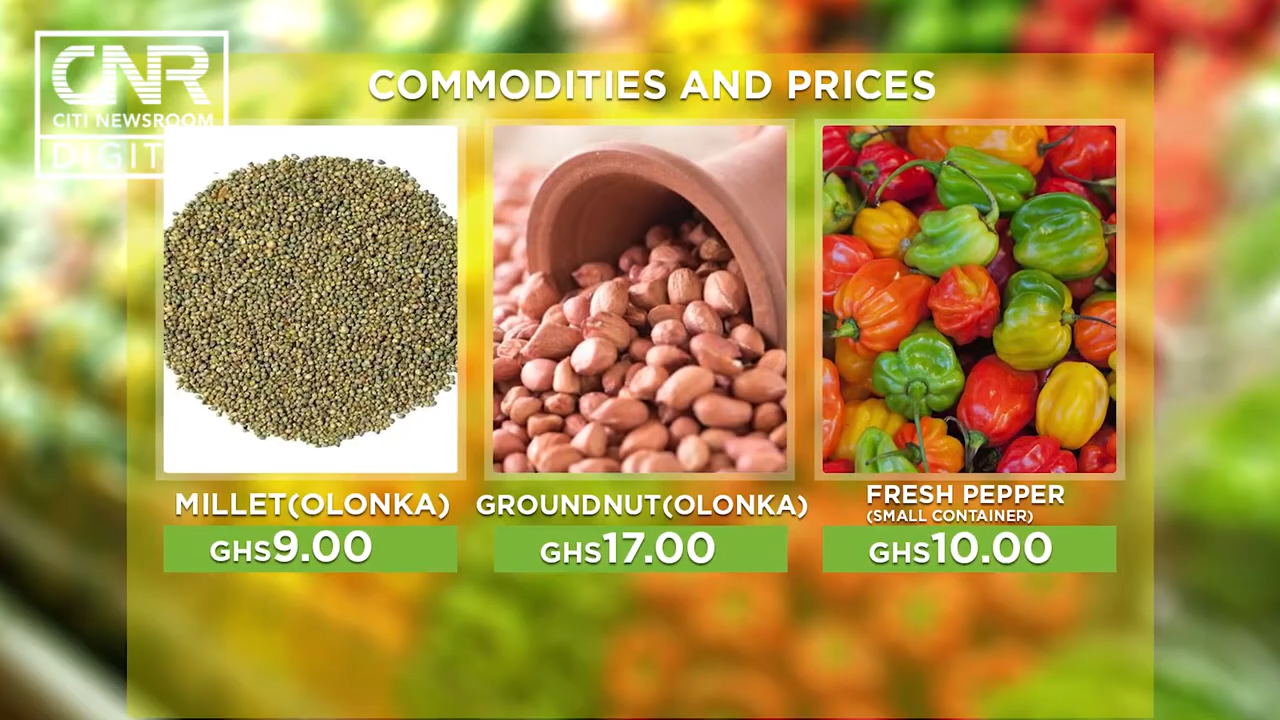 CNR
CITI NEWSROOM
DIGIT
COMMODITIES AND PRICES
MILLET(OLONKA)
GHS9.00
GROUNDNUT(OLONKA)
GHS17.00
FRESH PEPPER
(SMALL CONTAINER)
GHS10.00